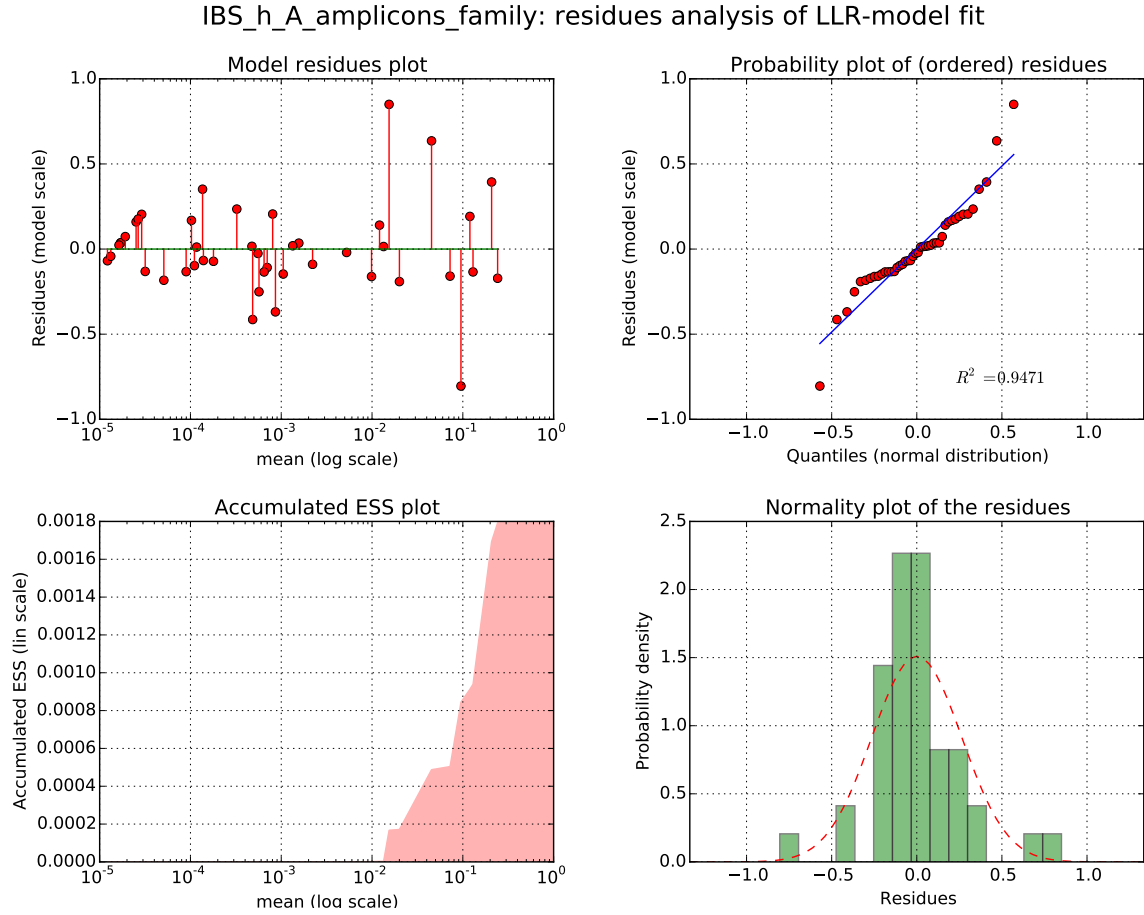 IBS_h_A_amplicons_family: residues analysis of LLR-model fit
Model residues plot
1.0
0.5
0.0
−0.5
−1.0
Residues (model scale)
10^-5 10^-4 10^-3 10^-2 10^-1 10^0
mean (log scale)
Probability plot of (ordered) residues
1.0
0.5
0.0
−0.5
−1.0
Residues (model scale)
R^2 =0.9471
−1.0 −0.5 0.0 0.5 1.0
Quantiles (normal distribution)
Accumulated ESS plot
0.0018
0.0016
0.0014
0.0012
0.0010
0.0008
0.0006
0.0004
0.0002
0.0000
Accumulated ESS (lin scale)
10^-5 10^-4 10^-3 10^-2 10^-1 10^0
mean (log scale)
Normality plot of the residues
2.5
2.0
1.5
1.0
0.5
0.0
Probability density
−1.0 −0.5 0.0 0.5 1.0
Residues